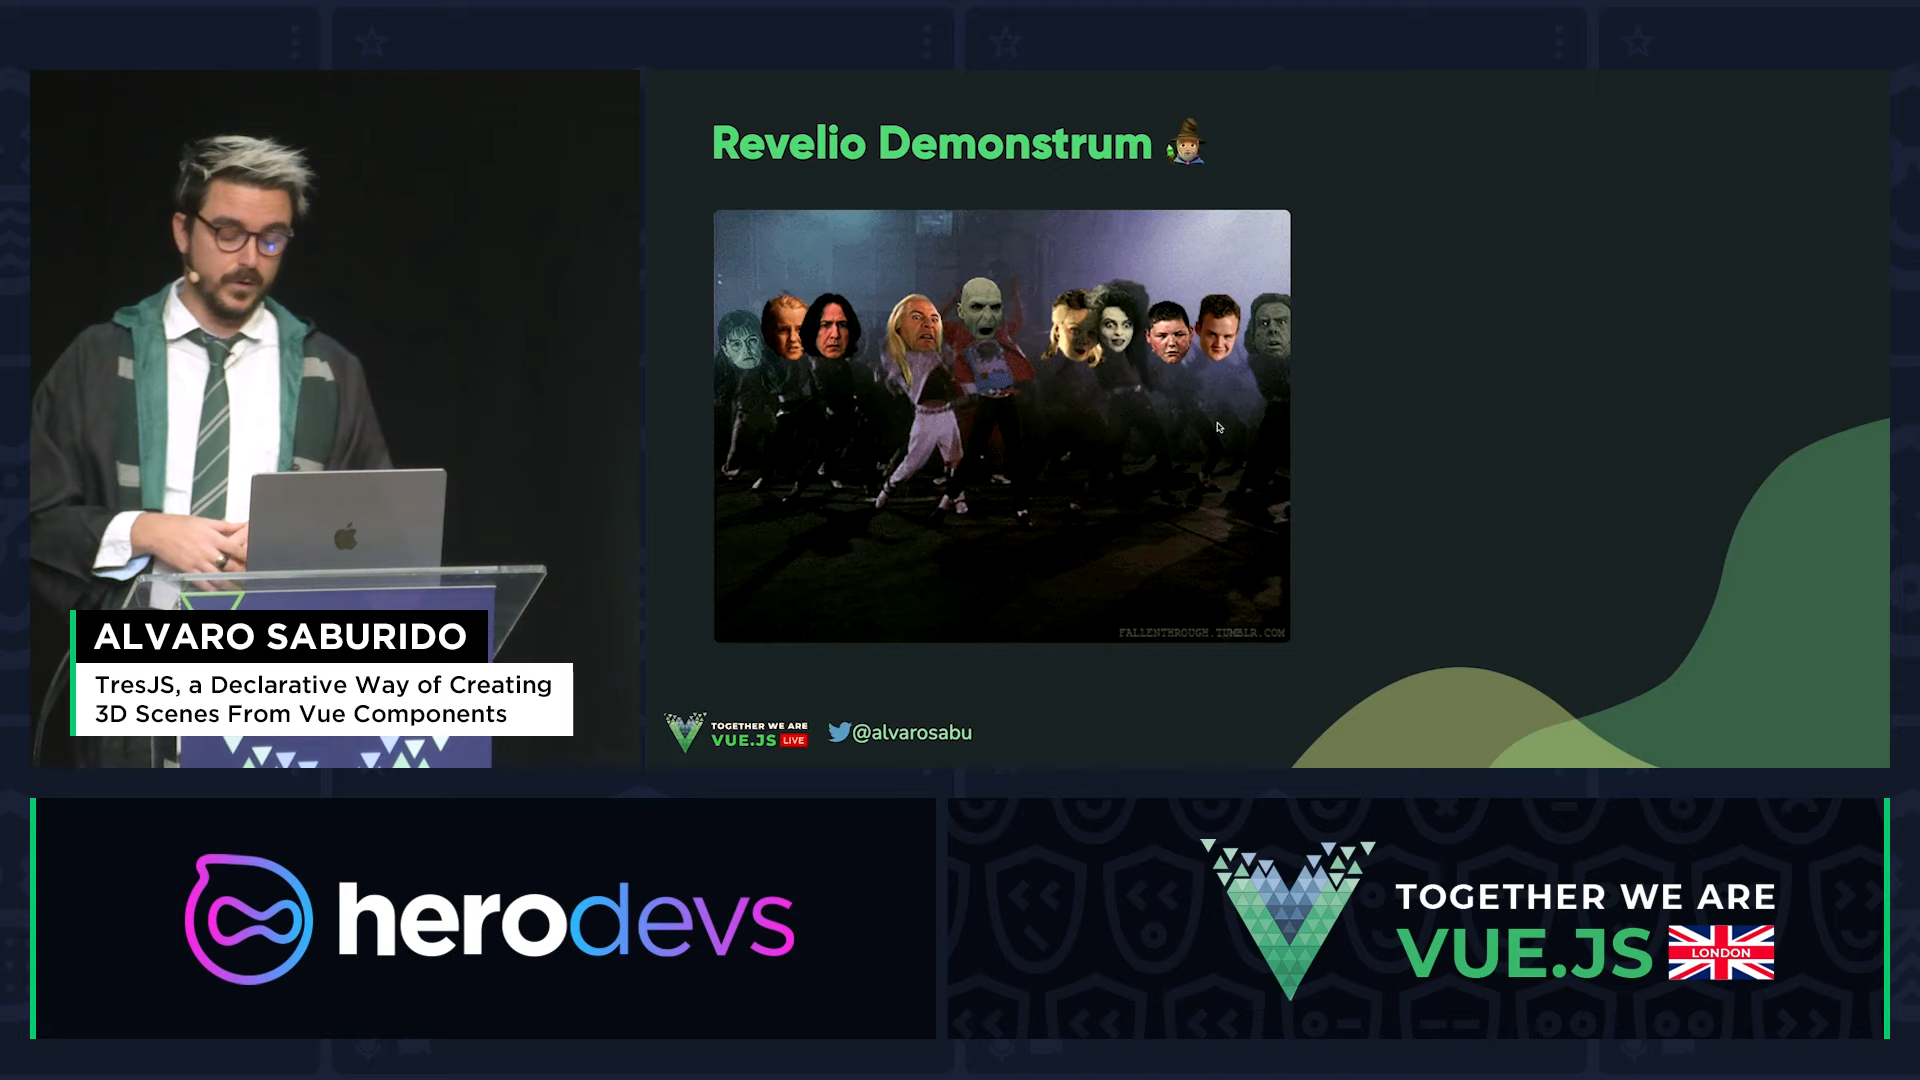 Revelio Demonstrum
FALLENTHROUGH.TUMBLR.COM
ALVARO SABURIDO
TresJS, a Declarative Way of Creating
3D Scenes From Vue Components
TOGETHER WE ARE
VUE.JS LIVE
@alvarosabu
herodevs
TOGETHER WE ARE
VUE.JS LONDON